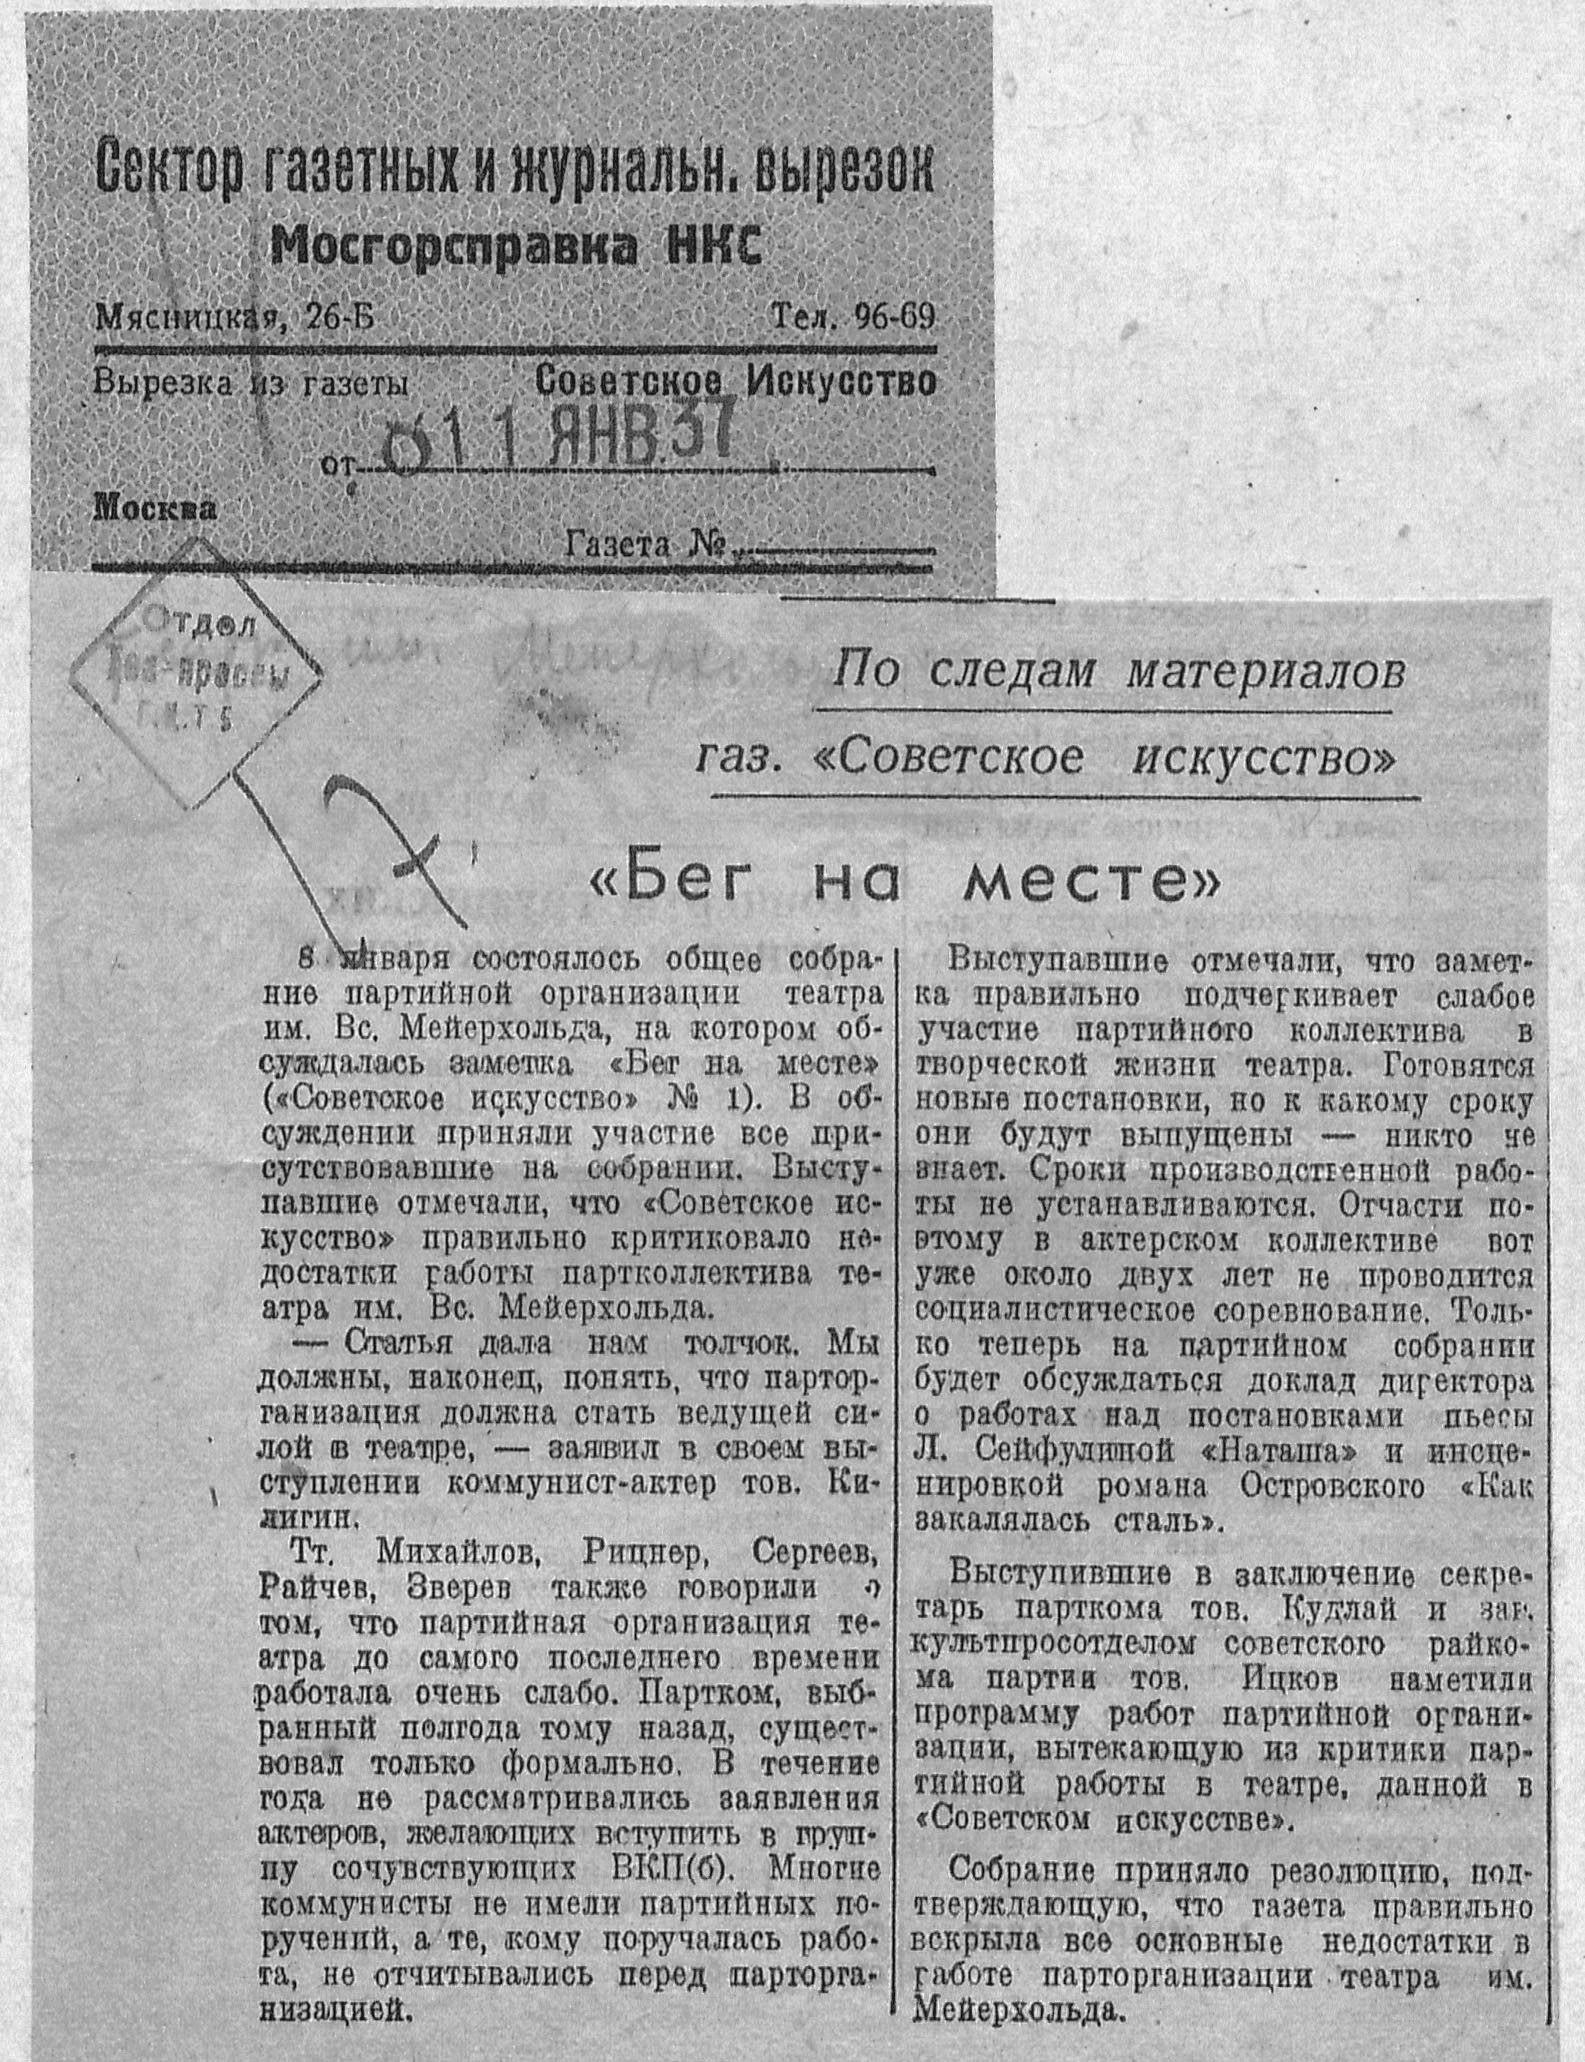 Сектор газетных и журнальн. вырезок
Мосгорсправка НКС
Мясницкая, 26-Б Тел. 96-69
Вырезка из газеты Советское Искусство
от 11 ЯНВ. 37
Москва
Газета №
Отдел
Г.Ц.Т.Б
По следам материалов
газ. «Советское искусство»
«Бег на месте»
8 января состоялось общее собра-
ние партийной организации театра
им. Вс. Мейерхольда, на котором об-
суждалась заметка «Бег на месте»
(«Советское искусство» № 1). В об-
суждении приняли участие все при-
сутствовавшие на собрании. Высту-
павшие отмечали, что «Советское ис-
кусство» правильно критиковало не-
достатки работы партколлектива те-
атра им. Вс. Мейерхольда.
— Статья дала нам толчок. Мы
должны, наконец, понять, что партор-
ганизация должна стать ведущей си-
лой в театре, — заявил в своем вы-
ступлении коммунист-актер тов. Ки-
лигин.
Тт. Михайлов, Рицнер, Сергеев,
Райчев, Зверев также говорили о
том, что партийная организация те-
атра до самого последнего времени
работала очень слабо. Партком, выб-
ранный полгода тому назад, сущест-
вовал только формально. В течение
года не рассматривались заявления
актеров, желающих вступить в груп-
пу сочувствующих ВКП(б). Многие
коммунисты не имели партийных по-
ручений, а те, кому поручалась рабо-
та, не отчитывались перед парторга-
низацией.
Выступавшие отмечали, что замет-
ка правильно подчеркивает слабое
участие партийного коллектива в
творческой жизни театра. Готовятся
новые постановки, но к какому сроку
они будут выпущены — никто не
знает. Сроки производственной рабо-
ты не устанавливаются. Отчасти по-
этому в актерском коллективе вот
уже около двух лет не проводится
социалистическое соревнование. Толь-
ко теперь на партийном собрании
будет обсуждаться доклад директора
о работах над постановками пьесы
Л. Сейфулиной «Наташа» и инсце-
нировкой романа Островского «Как
закалялась сталь».
Выступившие в заключение секре-
тарь парткома тов. Кудлай и зав.
культпросотделом советского райко-
ма партии тов. Ицков наметили
программу работ партийной органи-
зации, вытекающую из критики пар-
тийной работы в театре, данной в
«Советском искусстве».
Собрание приняло резолюцию, под-
тверждающую, что газета правильно
вскрыла все основные недостатки в
работе парторганизации театра им.
Мейерхольда.